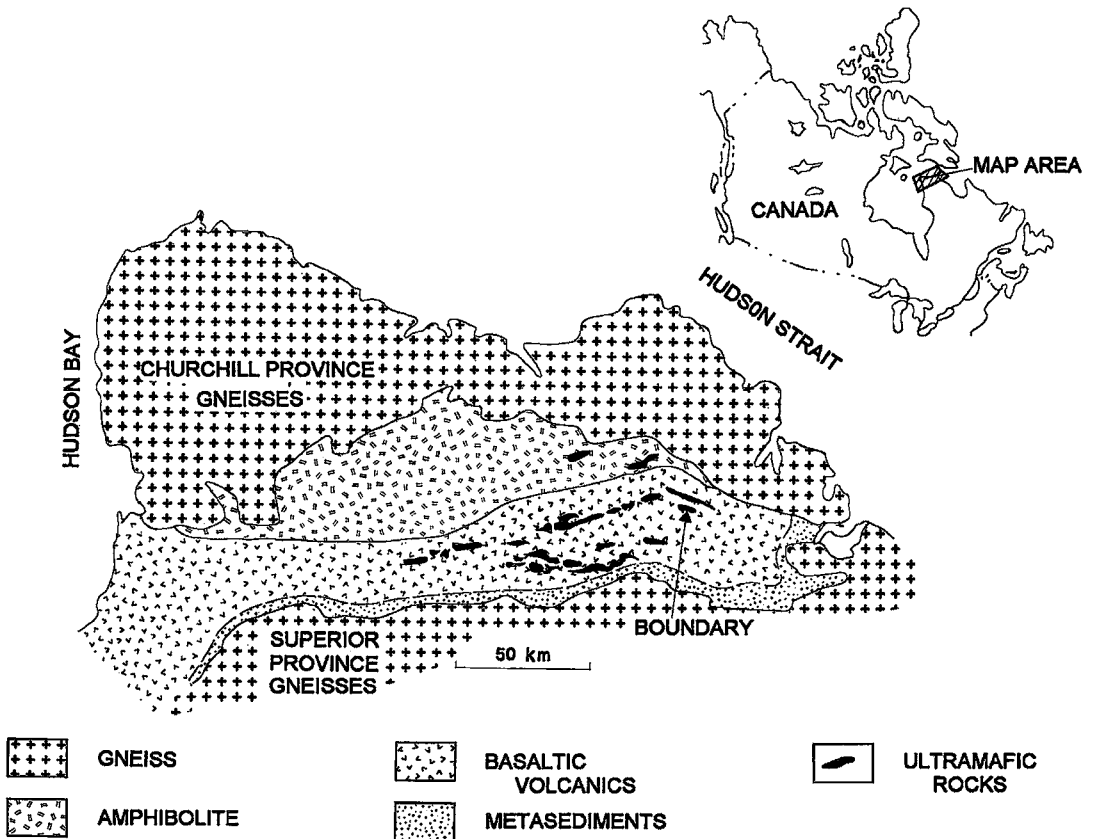 MAP AREA
CANADA
HUDSON STRAIT
HUDSON BAY
CHURCHILL PROVINCE
GNEISSES
BOUNDARY
SUPERIOR
PROVINCE
GNEISSES
50 km
GNEISS
BASALTIC
VOLCANICS
ULTRAMAFIC
ROCKS
AMPHIBOLITE
METASEDIMENTS